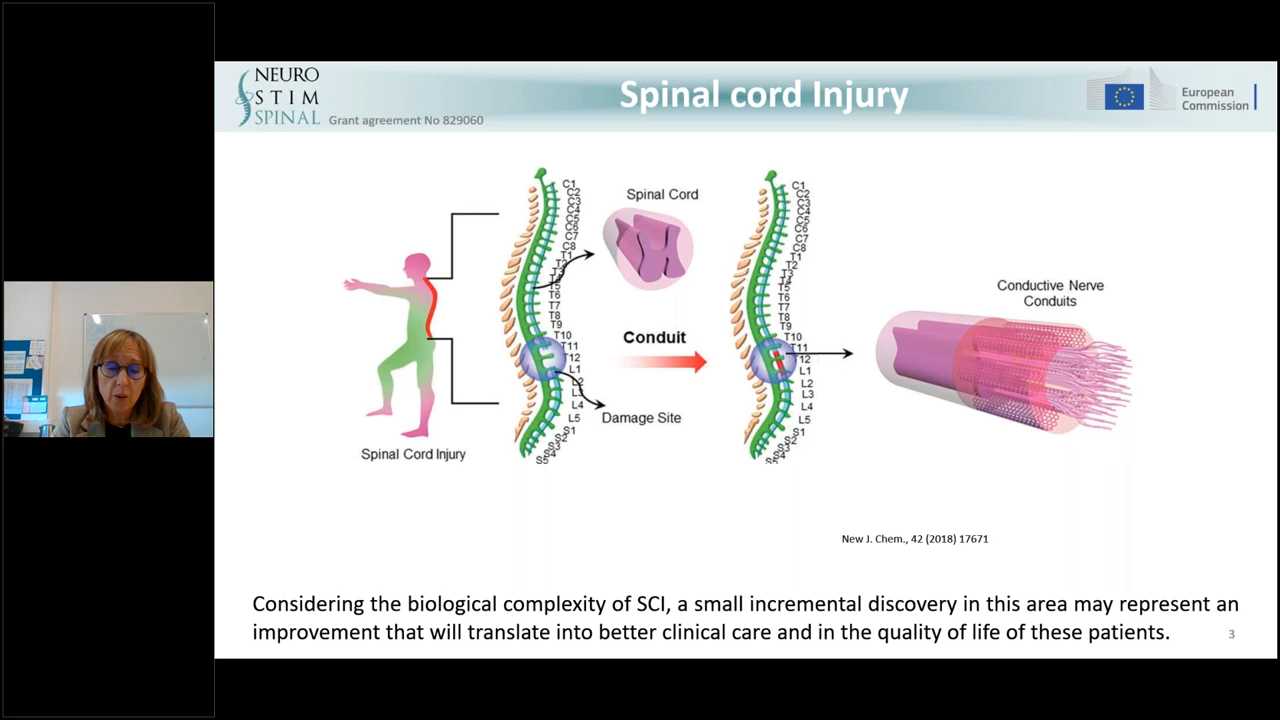 NEURO
STIM
SPINAL
Grant agreement No 829060
Spinal cord Injury
European
Commission
C1
C2
C3
C4
C5
C6
C7
C8
T1
T2
T3
T4
T5
T6
T7
T8
T9
T10
T11
T12
L1
L2
L3
L4
L5
S1
S2
S3
S4
S5
Spinal Cord Injury
Spinal Cord
Damage Site
Conduit
C1
C2
C3
C4
C5
C6
C7
C8
T1
T2
T3
T4
T5
T6
T7
T8
T9
T10
T11
T12
L1
L2
L3
L4
L5
S1
S2
S3
S4
S5
Conductive Nerve
Conduits
New J. Chem., 42 (2018) 17671
Considering the biological complexity of SCI, a small incremental discovery in this area may represent an
improvement that will translate into better clinical care and in the quality of life of these patients.
3